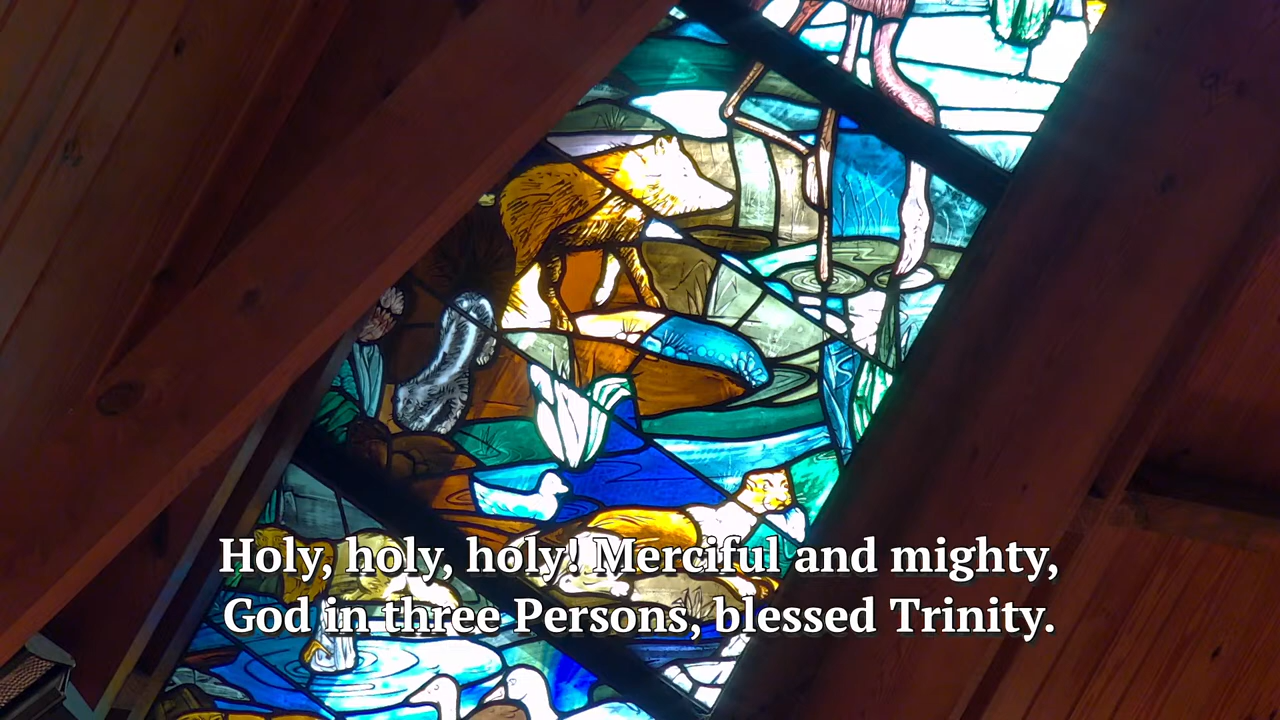 Holy, holy, holy! Merciful and mighty,
God in three Persons, blessed Trinity.